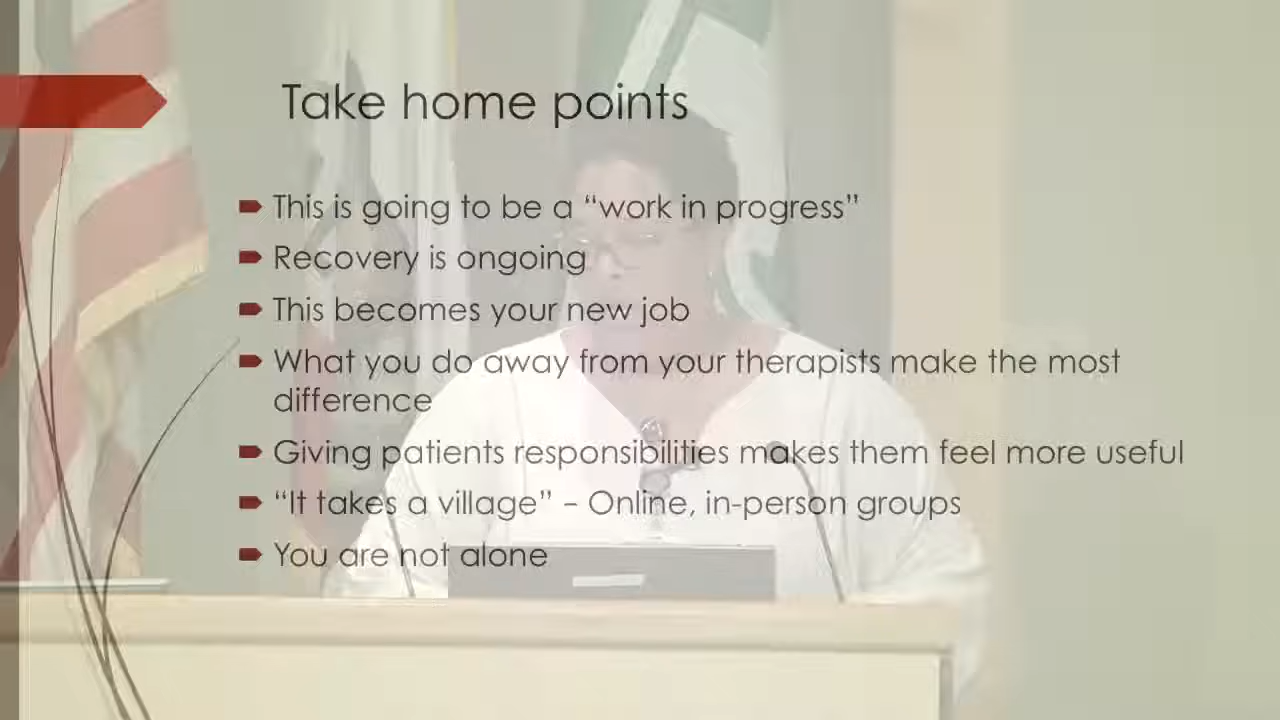 Take home points
This is going to be a “work in progress”
Recovery is ongoing
This becomes your new job
What you do away from your therapists make the most
difference
Giving patients responsibilities makes them feel more useful
“It takes a village” – Online, in-person groups
You are not alone